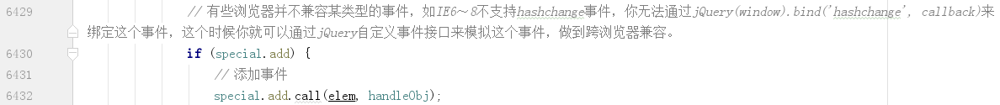 6429 // 有些浏览器并不兼容某类型的事件，如IE6～8不支持hashchange事件，你无法通过jQuery(window).bind('hashchange', callback)来
绑定这个事件，这个时候你就可以通过jQuery自定义事件接口来模拟这个事件，做到跨浏览器兼容。
6430 if (special.add) {
6431 // 添加事件
6432 special.add.call(elem, handleObj);